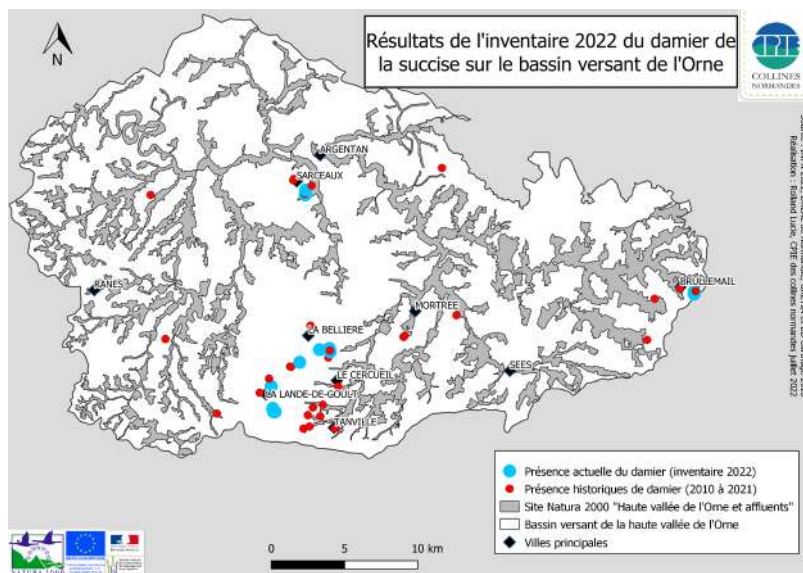 Résultats de l'inventaire 2022 du damier de
la succise sur le bassin versant de l'Orne
CPIE
COLLINES
NORMANDES
N
ARGENTAN
SARCEAUX
RANES
BRULLEMAIL
MORTREE
LA BELLIERE
SEES
LE CERCUEIL
LA LANDE-DE-GOULT
TANVILLE
Réalisation : Rolland Lucie, CPIE des collines normandes juillet 2022
Présence actuelle du damier (inventaire 2022)
Présence historiques de damier (2010 à 2021)
Site Natura 2000 "Haute vallée de l'Orne et affluents"
Bassin versant de la haute vallée de l'Orne
Villes principales
0 5 10 km
NATURA 2000